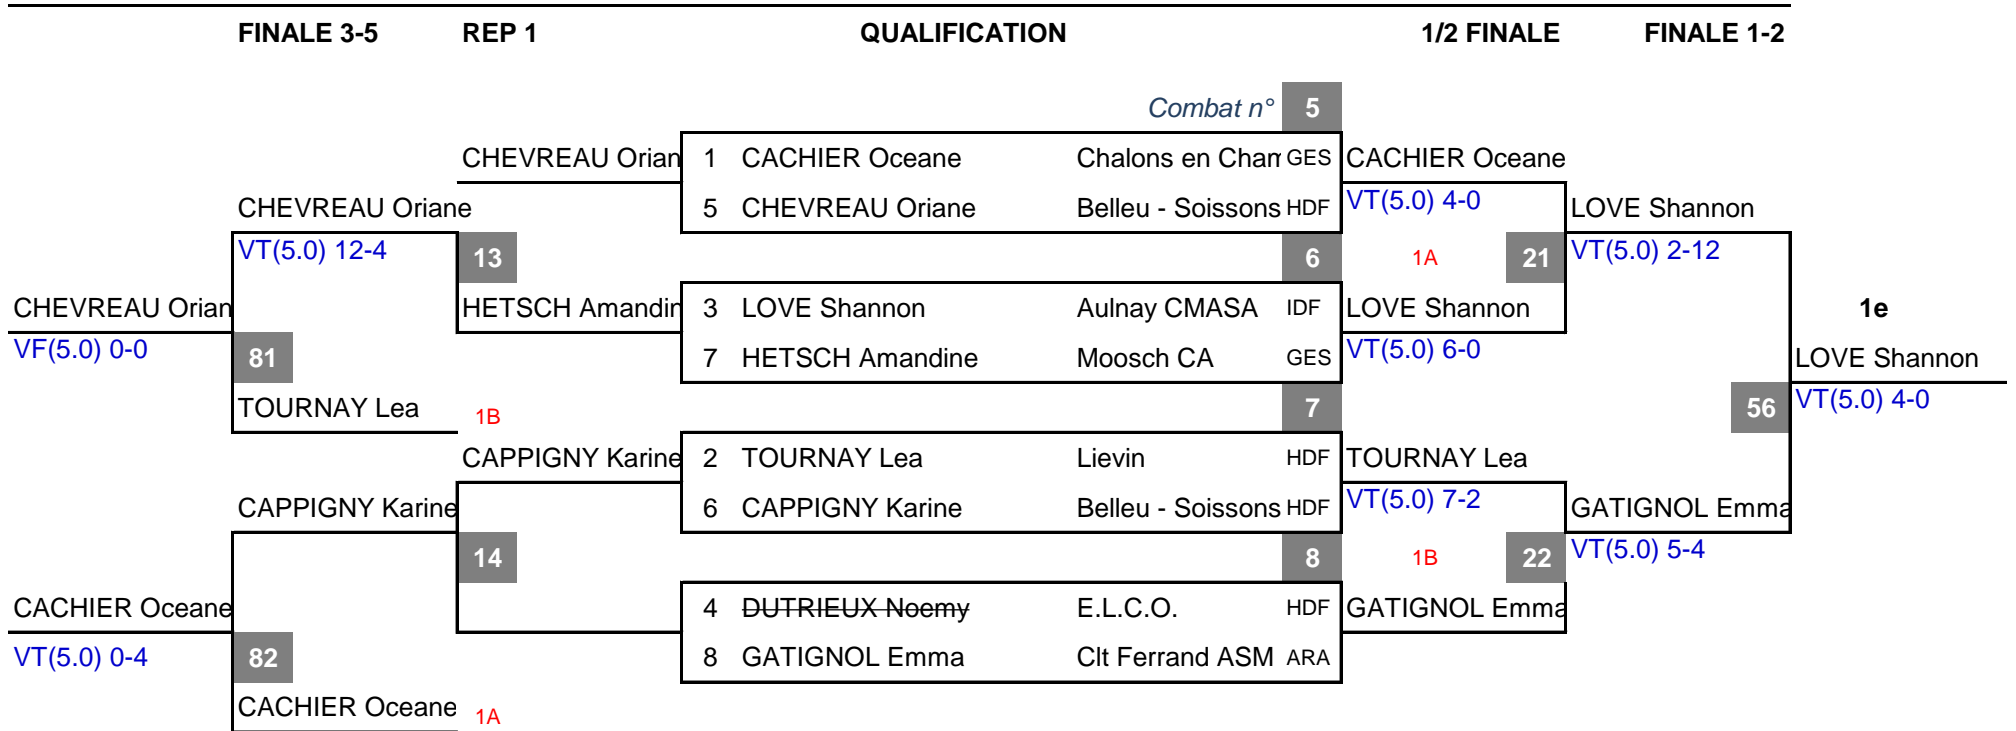 FINALE 3-5 REP 1 QUALIFICATION 1/2 FINALE FINALE 1-2
Combat n° 5
CHEVREAU Orian 1 CACHIER Oceane Chalons en Cham GES CACHIER Oceane
CHEVREAU Oriane 5 CHEVREAU Oriane Belleu - Soissons HDF VT(5.0) 4-0 LOVE Shannon
VT(5.0) 12-4 13 6 1A 21 VT(5.0) 2-12
CHEVREAU Orian HETSCH Amandin 3 LOVE Shannon Aulnay CMASA IDF LOVE Shannon 1e
VF(5.0) 0-0 81 7 HETSCH Amandine Moosch CA GES VT(5.0) 6-0 LOVE Shannon
TOURNAY Lea 1B 7 56 VT(5.0) 4-0
CAPPIGNY Karine 2 TOURNAY Lea Lievin HDF TOURNAY Lea
CAPPIGNY Karine 6 CAPPIGNY Karine Belleu - Soissons HDF VT(5.0) 7-2 GATIGNOL Emma
14 8 1B 22 VT(5.0) 5-4
CACHIER Oceane 4 DUTRIEUX Noemy E.L.C.O. HDF GATIGNOL Emma
VT(5.0) 0-4 82 8 GATIGNOL Emma Clt Ferrand ASM ARA
CACHIER Oceane 1A